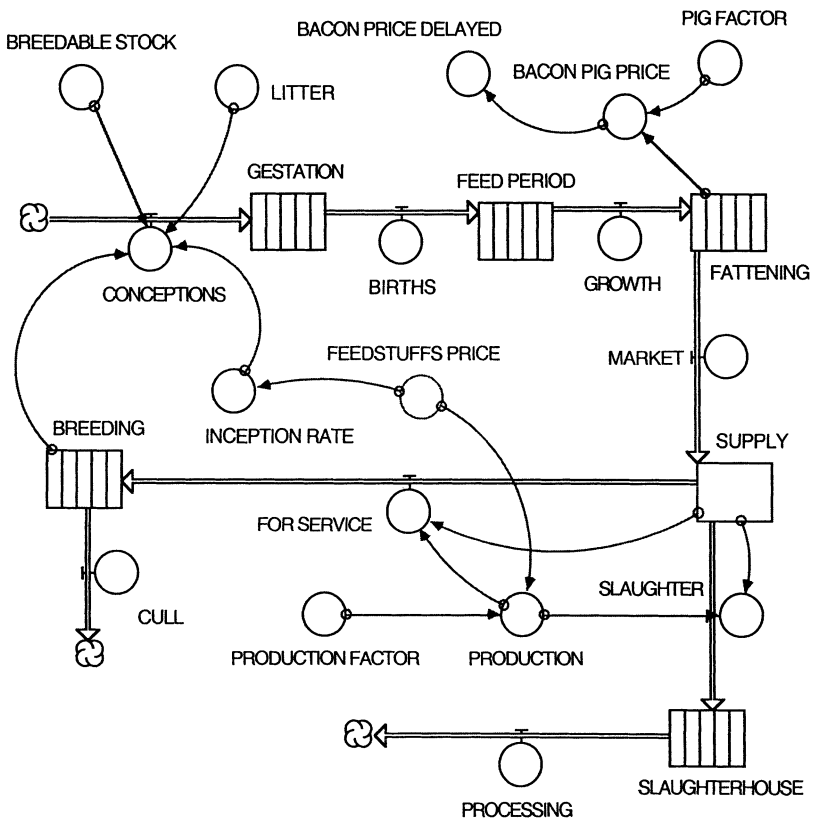 PIG FACTOR
BACON PRICE DELAYED
BREEDABLE STOCK
BACON PIG PRICE
LITTER
GESTATION
FEED PERIOD
FATTENING
GROWTH
BIRTHS
CONCEPTIONS
FEEDSTUFFS PRICE
MARKET
BREEDING
INCEPTION RATE
SUPPLY
FOR SERVICE
SLAUGHTER
CULL
PRODUCTION FACTOR
PRODUCTION
SLAUGHTERHOUSE
PROCESSING